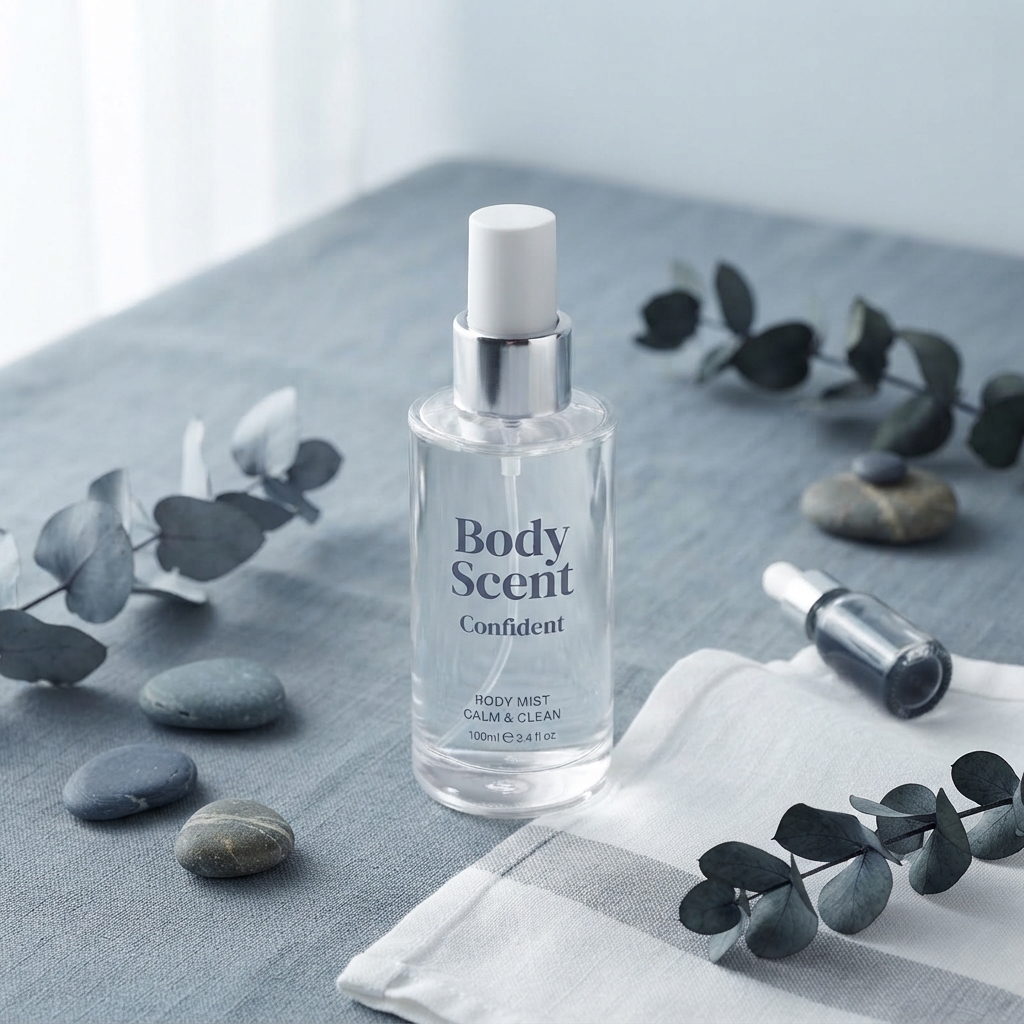 Body
Scent
Confident
BODY MIST
CALM & CLEAN
100ml ℮ 3.4 fl oz